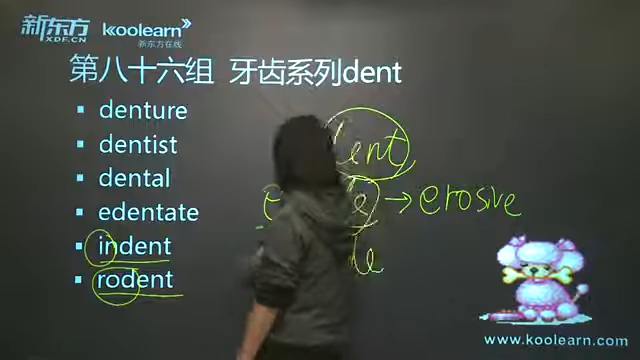 新东方 koolearn
XDF.CN 新东方在线
第八十六组 牙齿系列dent
denture
dentist
dental
edentate
indent
rodent
erosive
www.koolearn.com